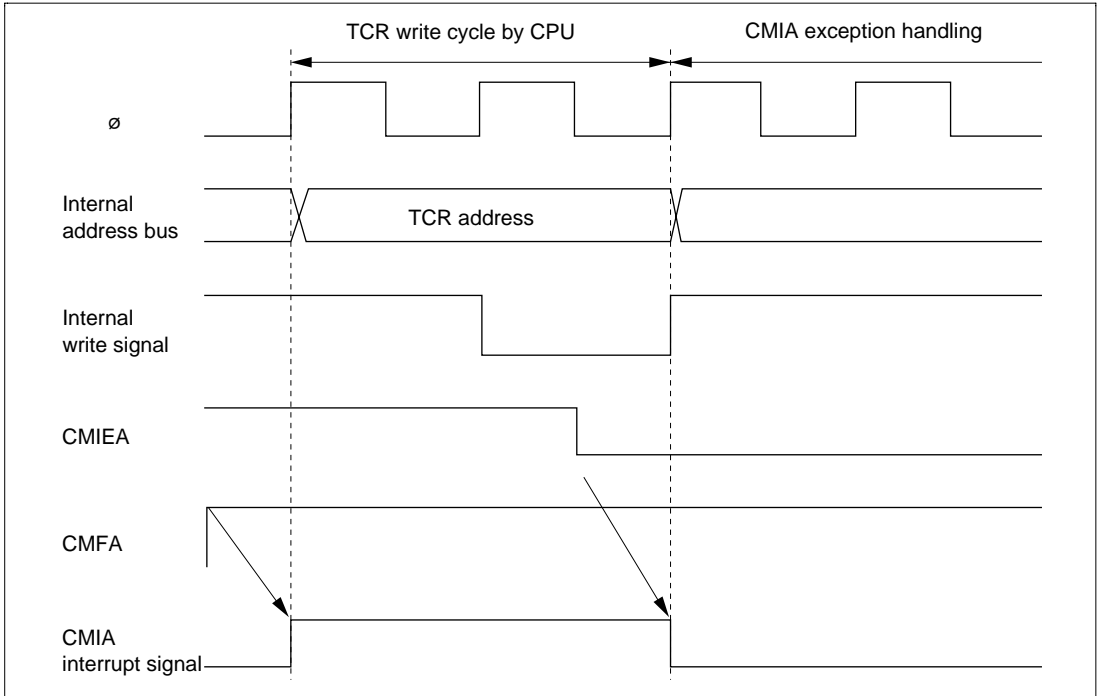 TCR write cycle by CPU
CMIA exception handling
ø
Internal
address bus
TCR address
Internal
write signal
CMIEA
CMFA
CMIA
interrupt signal